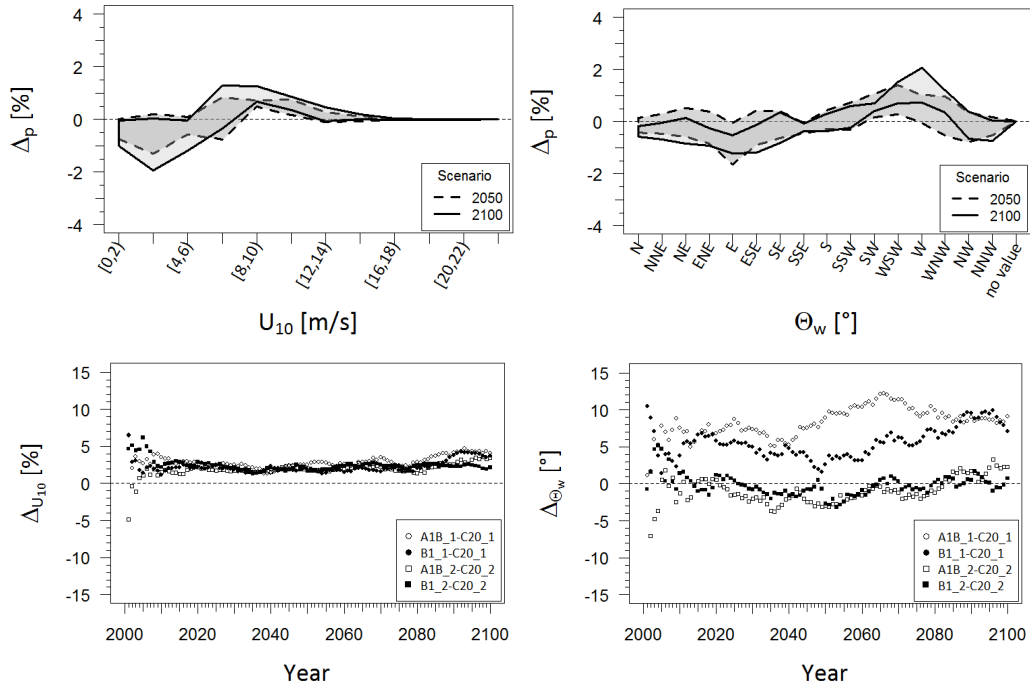 4
2
0
-2
-4
Δp [%]
Scenario
2050
2100
[0,2)
[4,6)
[8,10)
[12,14)
[16,18)
[20,22)
U10 [m/s]
4
2
0
-2
-4
Δp [%]
Scenario
2050
2100
N
NNE
NE
ENE
E
ESE
SE
SSE
S
SSW
SW
WSW
W
WNW
NW
NNW
no value
Θw [°]
15
10
5
0
-5
-10
-15
ΔU10 [%]
A1B_1-C20_1
B1_1-C20_1
A1B_2-C20_2
B1_2-C20_2
2000
2020
2040
2060
2080
2100
Year
15
10
5
0
-5
-10
-15
ΔΘw [°]
A1B_1-C20_1
B1_1-C20_1
A1B_2-C20_2
B1_2-C20_2
2000
2020
2040
2060
2080
2100
Year